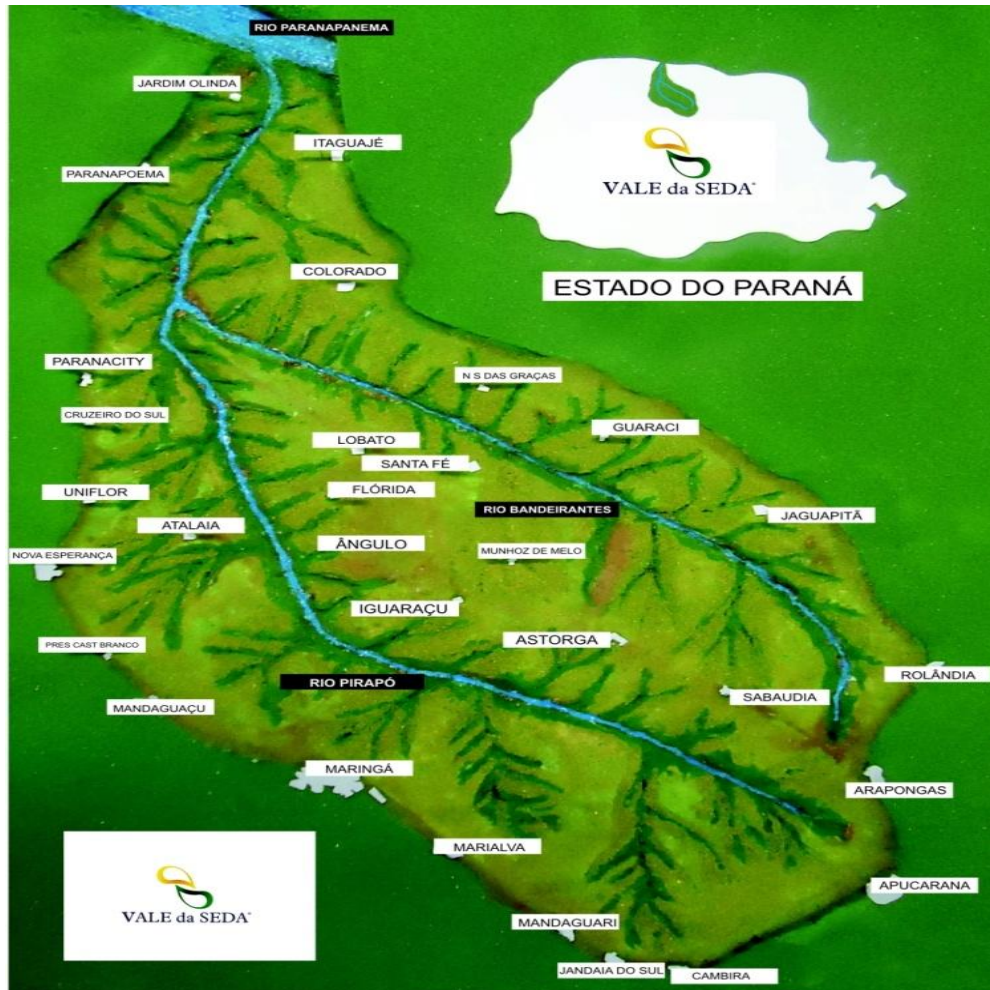 RIO PARANAPANEMA
JARDIM OLINDA
ITAGUAJÉ
PARANAPOEMA
VALE da SEDA®
COLORADO
ESTADO DO PARANÁ
PARANACITY
N S DAS GRAÇAS
CRUZEIRO DO SUL
GUARACI
LOBATO
SANTA FÉ
UNIFLOR
FLÓRIDA
RIO BANDEIRANTES
JAGUAPITÃ
ATALAIA
ÂNGULO
MUNHOZ DE MELO
NOVA ESPERANÇA
IGUARAÇU
ASTORGA
PRES CAST BRANCO
RIO PIRAPÓ
ROLÂNDIA
SABAUDIA
MANDAGUAÇU
MARINGÁ
ARAPONGAS
MARIALVA
APUCARANA
VALE da SEDA®
MANDAGUARI
JANDAIA DO SUL
CAMBIRA